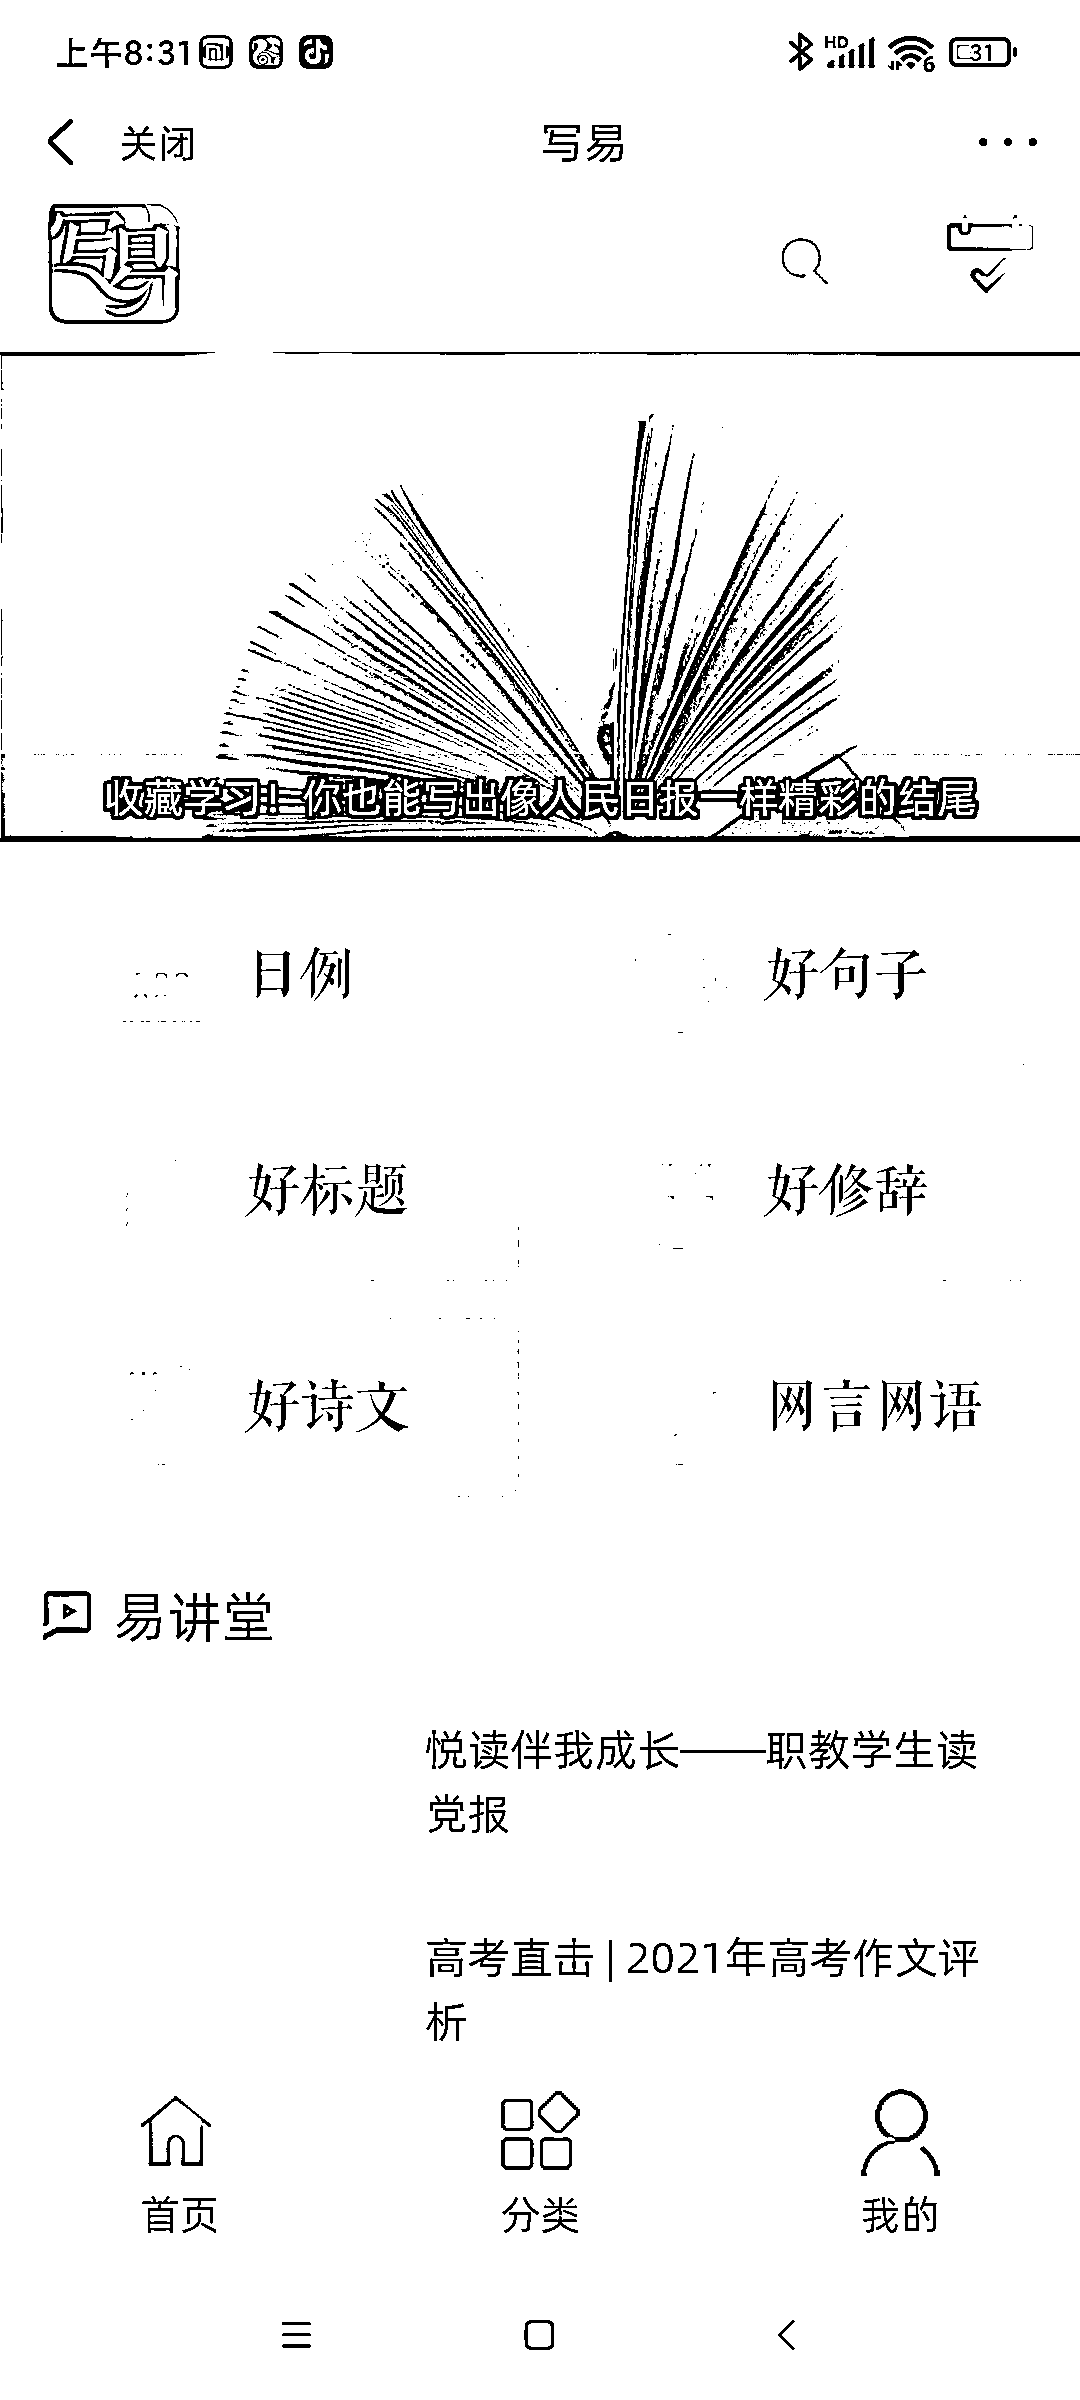 上午8:31
HD
6
31
关闭
写易
写易
收藏学习！你也能写出像人民日报一样精彩的结尾
日例
好句子
好标题
好修辞
好诗文
网言网语
易讲堂
悦读伴我成长——职教学生读
党报
高考直击 | 2021年高考作文评
析
首页
分类
我的